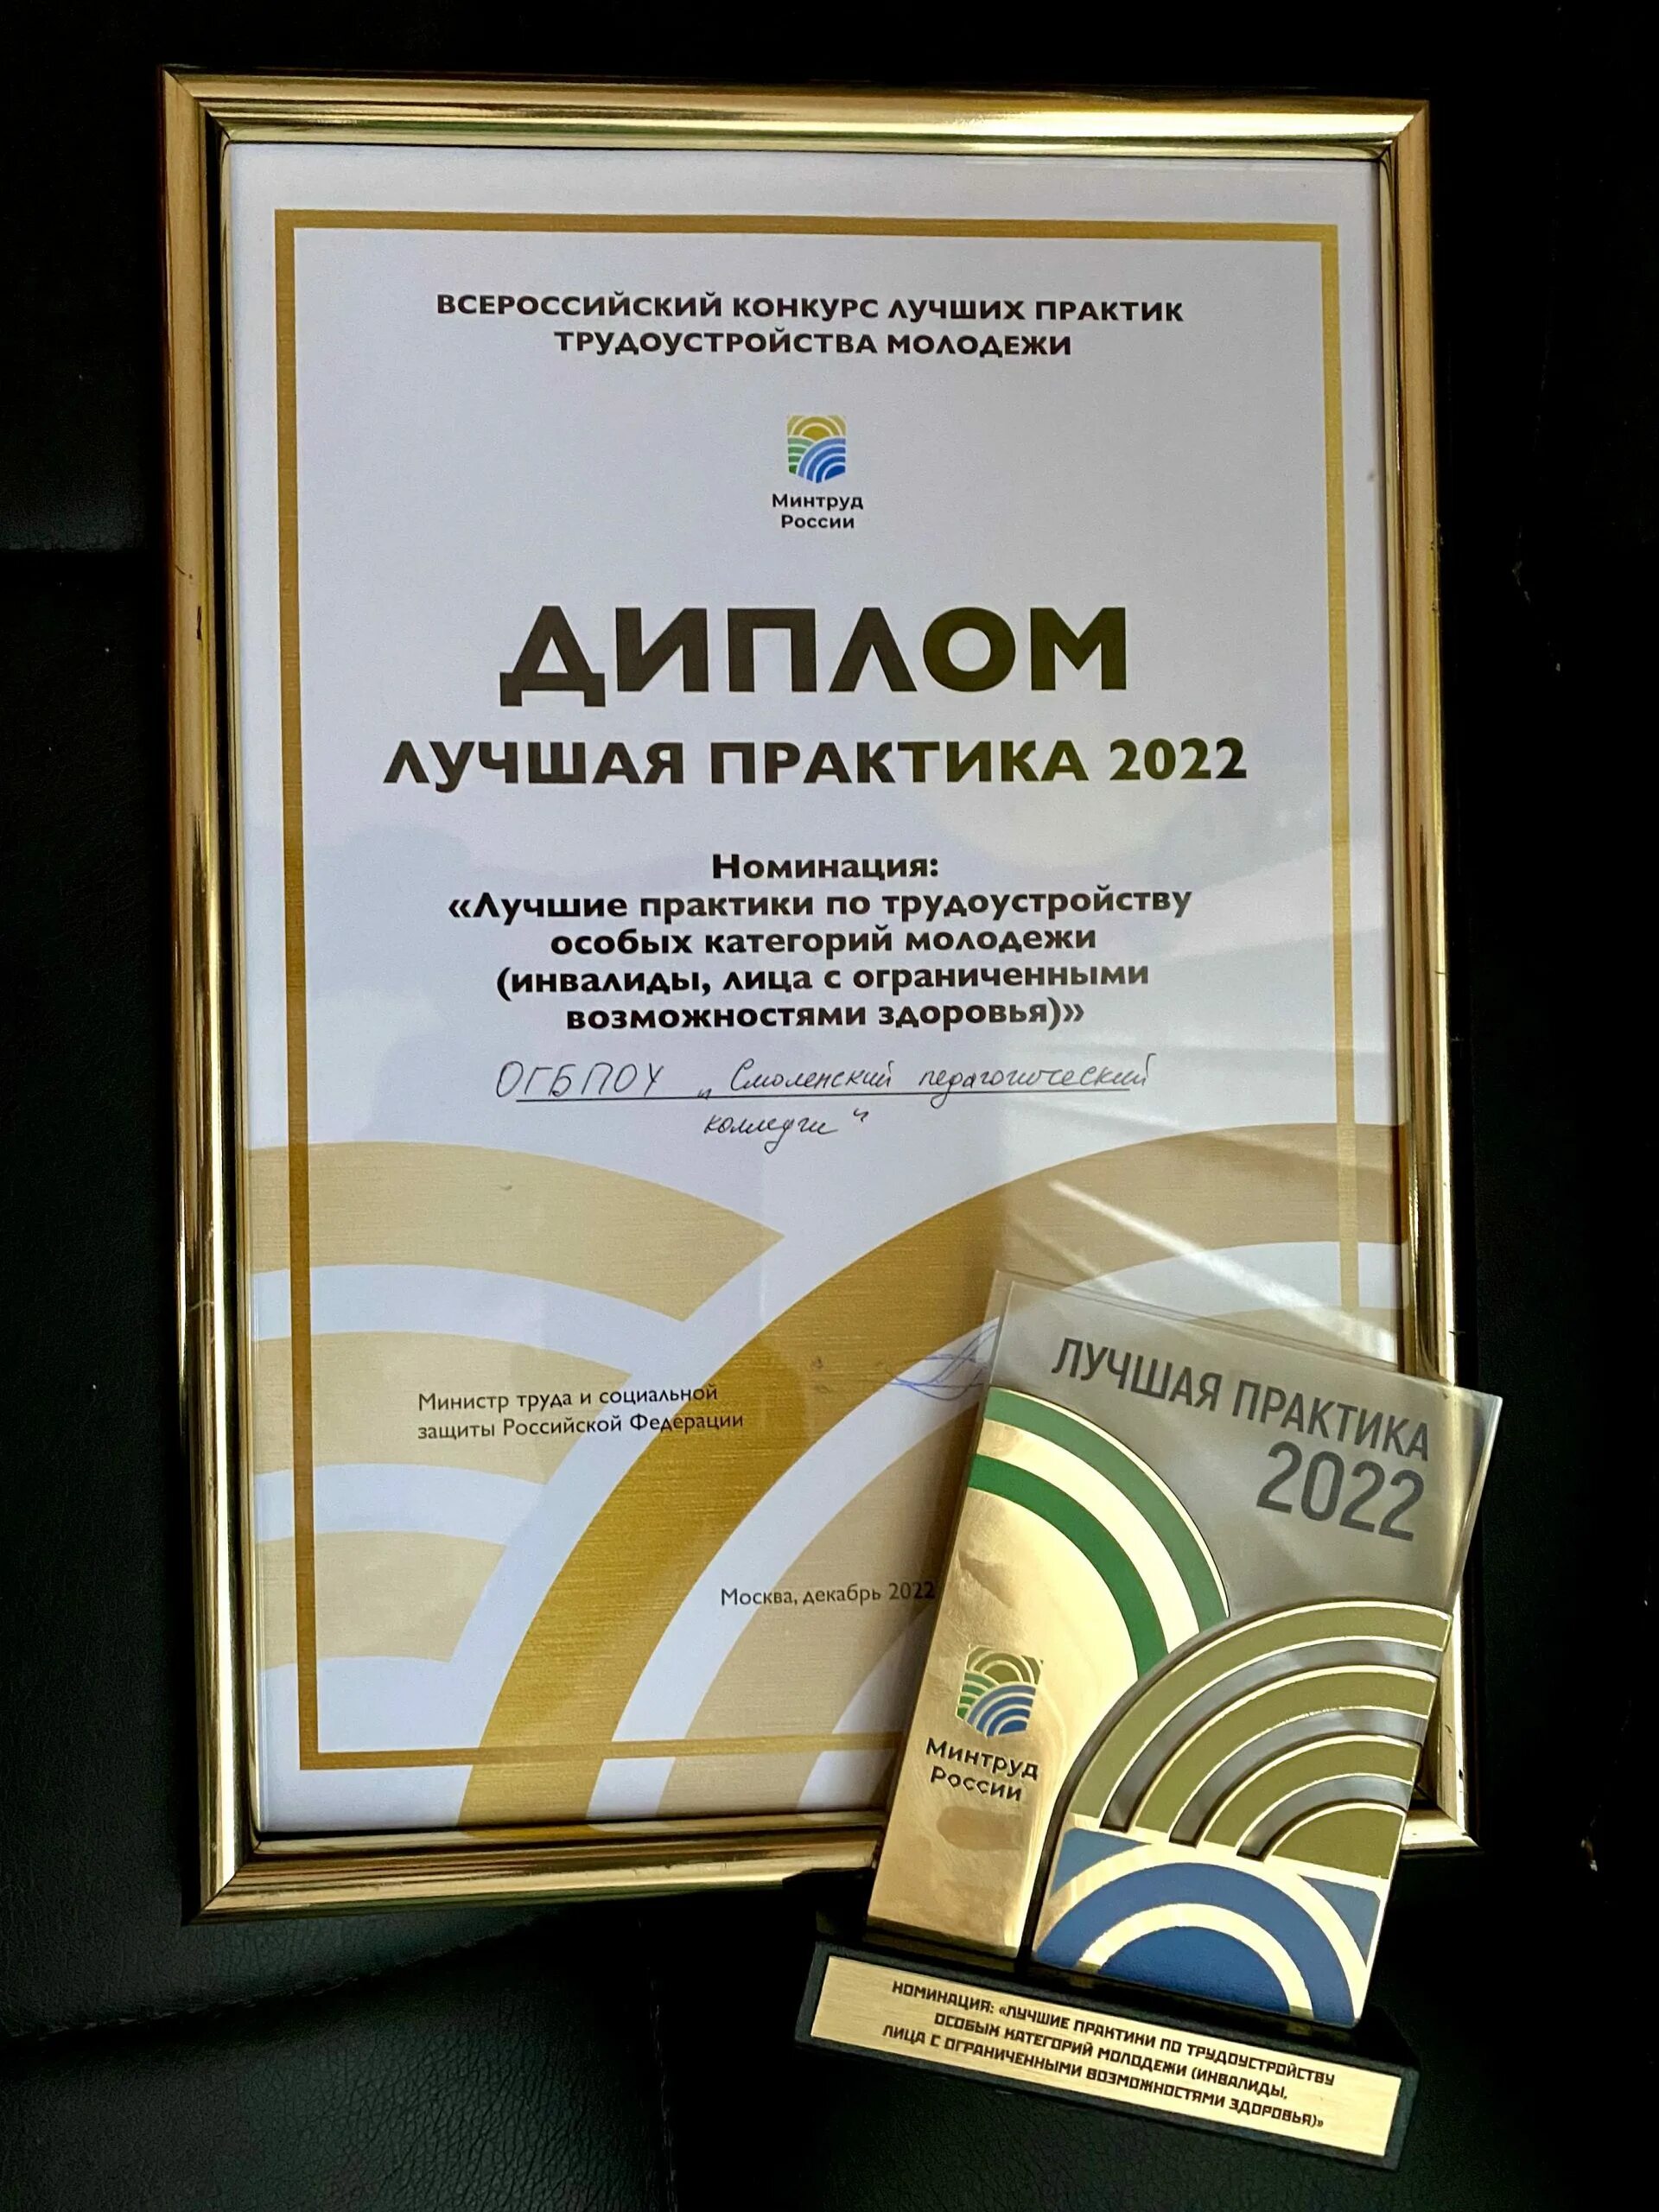 ВСЕРОССИЙСКИЙ КОНКУРС ЛУЧШИХ ПРАКТИК
ТРУДОУСТРОЙСТВА МОЛОДЕЖИ
Минтруд
России
ДИПЛОМ
ЛУЧШАЯ ПРАКТИКА 2022
Номинация:
«Лучшие практики по трудоустройству
особых категорий молодежи
(инвалиды, лица с ограниченными
возможностями здоровья)»
ОГБПОУ „Смоленский педагогический
колледж“
Министр труда и социальной
защиты Российской Федерации
Москва, декабрь 2022
ЛУЧШАЯ ПРАКТИКА
2022
Минтруд
России
НОМИНАЦИЯ: «ЛУЧШИЕ ПРАКТИКИ ПО ТРУДОУСТРОЙСТВУ
ОСОБЫХ КАТЕГОРИЙ МОЛОДЕЖИ (ИНВАЛИДЫ,
ЛИЦА С ОГРАНИЧЕННЫМИ ВОЗМОЖНОСТЯМИ ЗДОРОВЬЯ)»